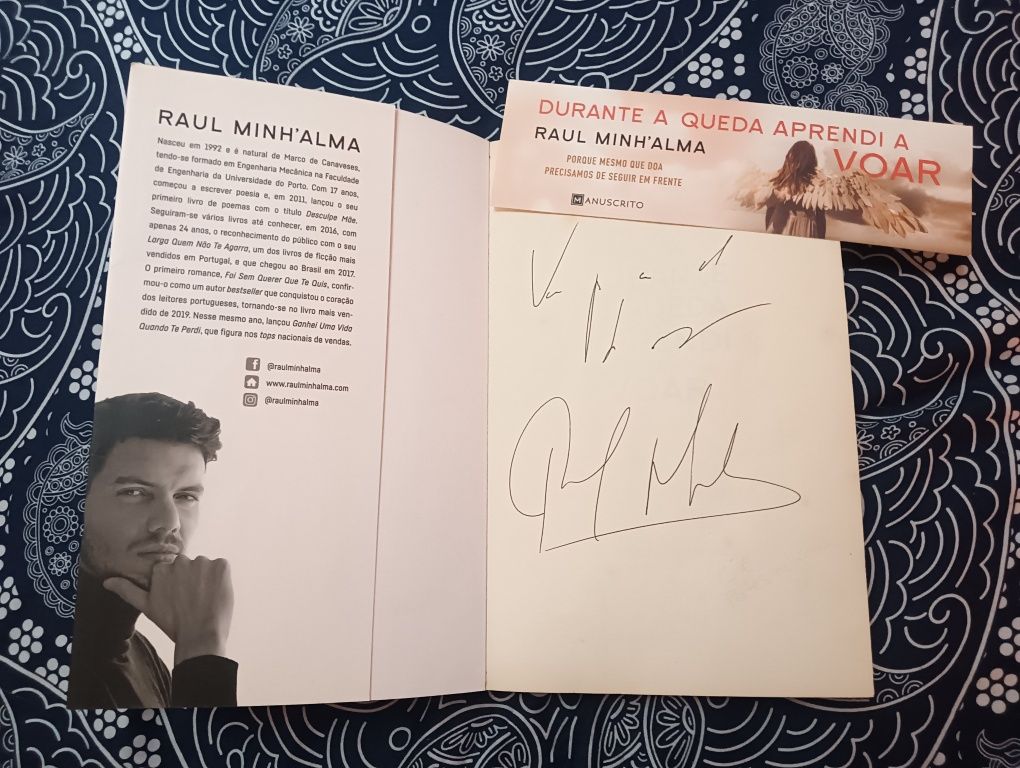 RAUL MINH'ALMA
Nasceu em 1992 e é natural de Marco de Canaveses,
tendo-se formado em Engenharia Mecânica na Faculdade
de Engenharia da Universidade do Porto. Com 17 anos,
começou a escrever poesia e, em 2011, lançou o seu
primeiro livro de poemas com o título Desculpe Mãe.
Seguiram-se vários livros até conhecer, em 2016, com
apenas 24 anos, o reconhecimento do público com o seu
Larga Quem Não Te Agarra, um dos livros de ficção mais
vendidos em Portugal, e que chegou ao Brasil em 2017.
O primeiro romance, Foi Sem Querer Que Te Quis, confir-
mou-o como um autor bestseller que conquistou o coração
dos leitores portugueses, tornando-se no livro mais ven-
dido de 2019. Nesse mesmo ano, lançou Ganhei Uma Vida
Quando Te Perdi, que figura nos tops nacionais de vendas.
@raulminhalma
www.raulminhalma.com
@raulminhalma
DURANTE A QUEDA APRENDI A
VOAR
RAUL MINH'ALMA
PORQUE MESMO QUE DOA
PRECISAMOS DE SEGUIR EM FRENTE
MANUSCRITO